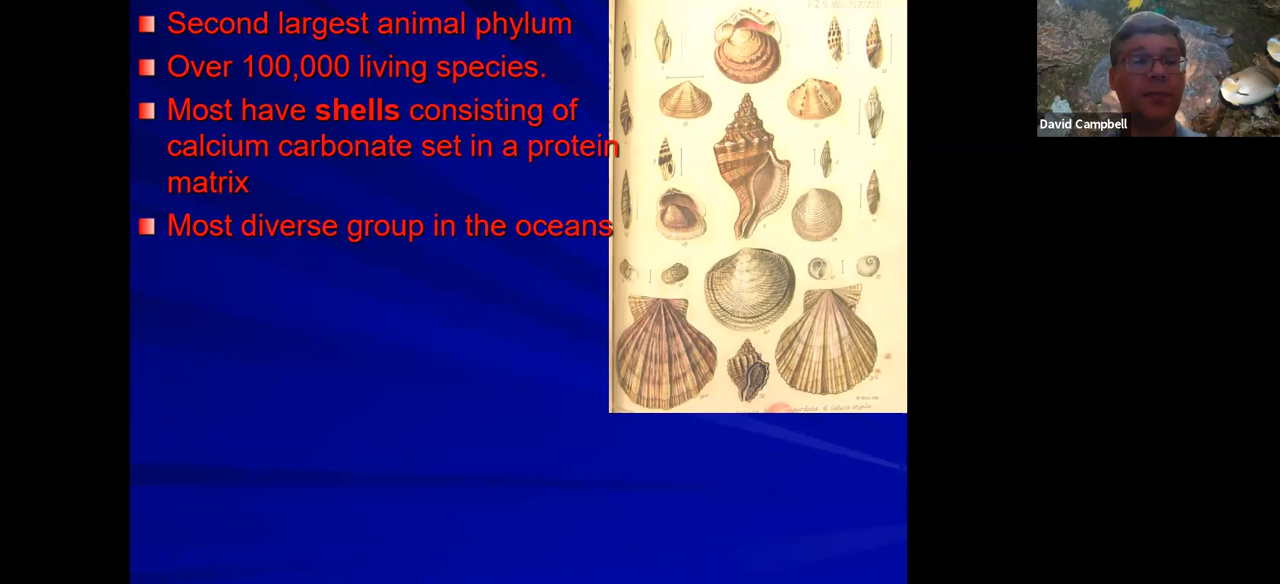 Second largest animal phylum
Over 100,000 living species.
Most have shells consisting of
calcium carbonate set in a protein
matrix
Most diverse group in the oceans
David Campbell